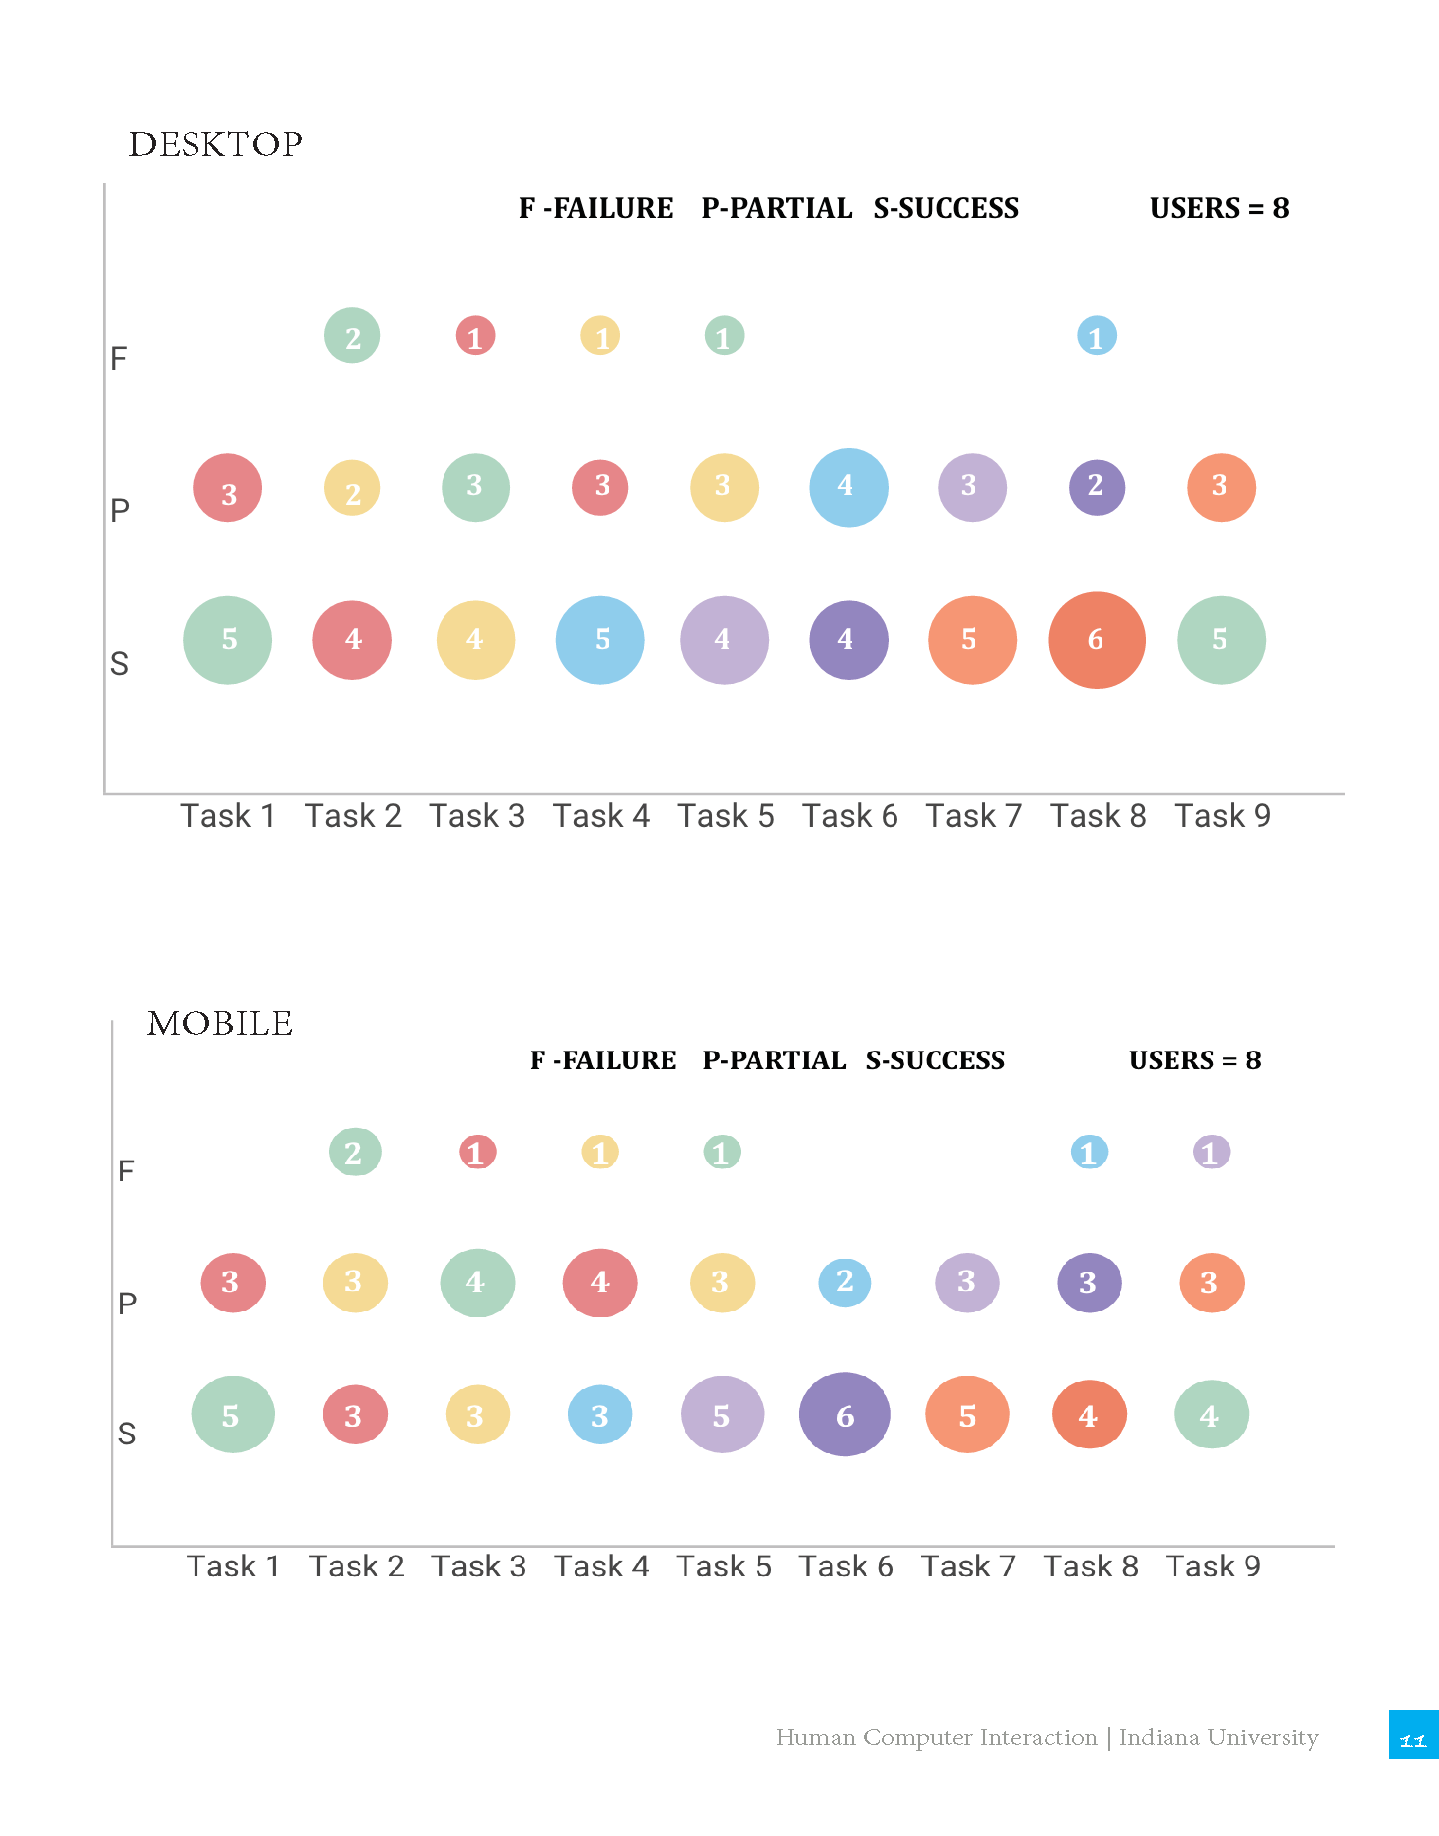 DESKTOP
F -FAILURE P-PARTIAL S-SUCCESS USERS = 8
F 2 1 1 1 1
P 3 2 3 3 3 4 3 2 3
S 5 4 4 5 4 4 5 6 5
Task 1 Task 2 Task 3 Task 4 Task 5 Task 6 Task 7 Task 8 Task 9
MOBILE
F -FAILURE P-PARTIAL S-SUCCESS USERS = 8
F 2 1 1 1 1 1
P 3 3 4 4 3 2 3 3 3
S 5 3 3 3 5 6 5 4 4
Task 1 Task 2 Task 3 Task 4 Task 5 Task 6 Task 7 Task 8 Task 9
Human Computer Interaction | Indiana University 11